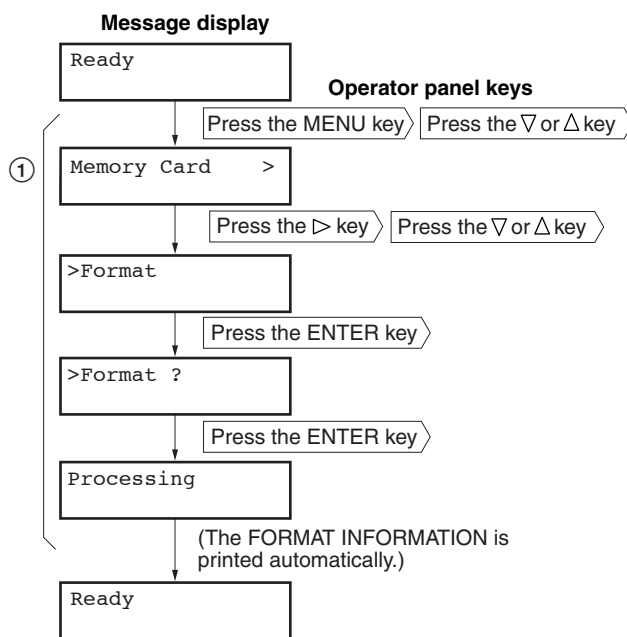 Message display
Ready
Operator panel keys
Press the MENU key Press the ▽ or △ key
①
Memory Card >
Press the ▷ key Press the ▽ or △ key
>Format
Press the ENTER key
>Format ?
Press the ENTER key
Processing
(The FORMAT INFORMATION is
printed automatically.)
Ready